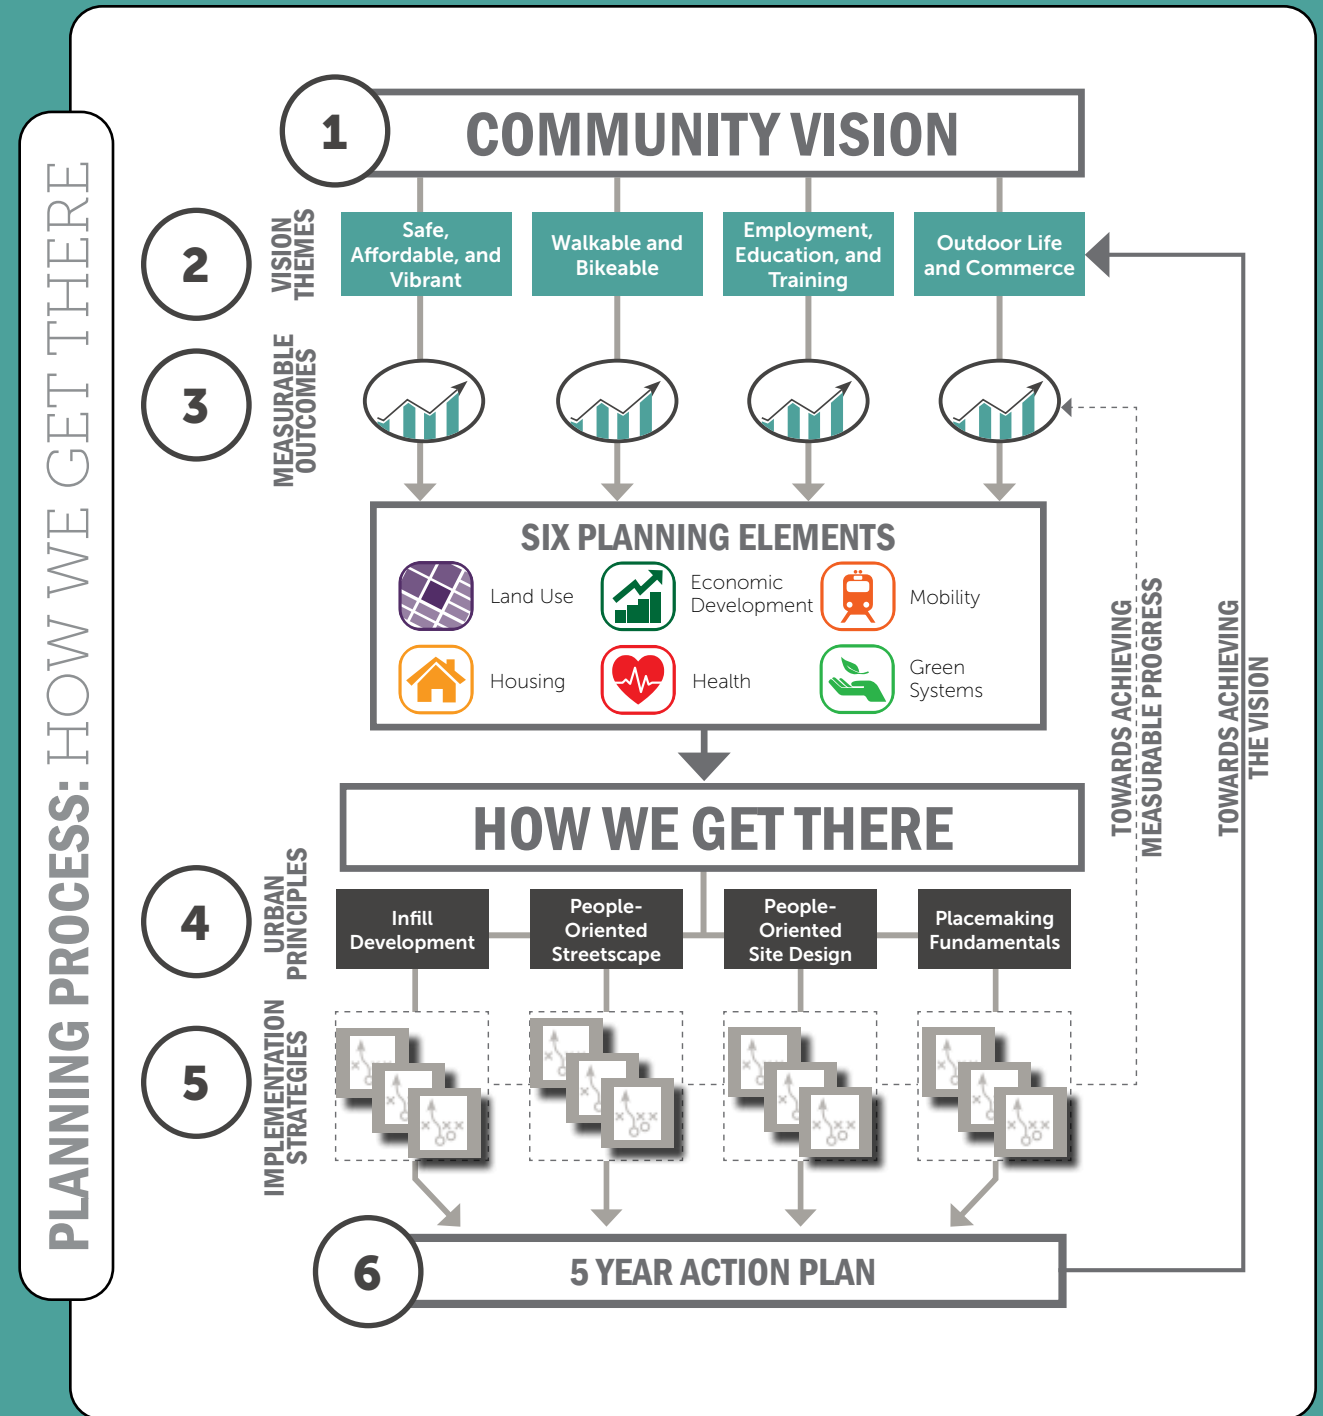 PLANNING PROCESS: HOW WE GET THERE
1
COMMUNITY VISION
2
VISION
THEMES
Safe,
Affordable, and
Vibrant
Walkable and
Bikeable
Employment,
Education, and
Training
Outdoor Life
and Commerce
3
MEASURABLE
OUTCOMES
SIX PLANNING ELEMENTS
Land Use
Economic
Development
Mobility
Housing
Health
Green
Systems
TOWARDS ACHIEVING
MEASURABLE PROGRESS
TOWARDS ACHIEVING
THE VISION
HOW WE GET THERE
4
URBAN
PRINCIPLES
Infill
Development
People-
Oriented
Streetscape
People-
Oriented
Site Design
Placemaking
Fundamentals
5
IMPLEMENTATION
STRATEGIES
6
5 YEAR ACTION PLAN